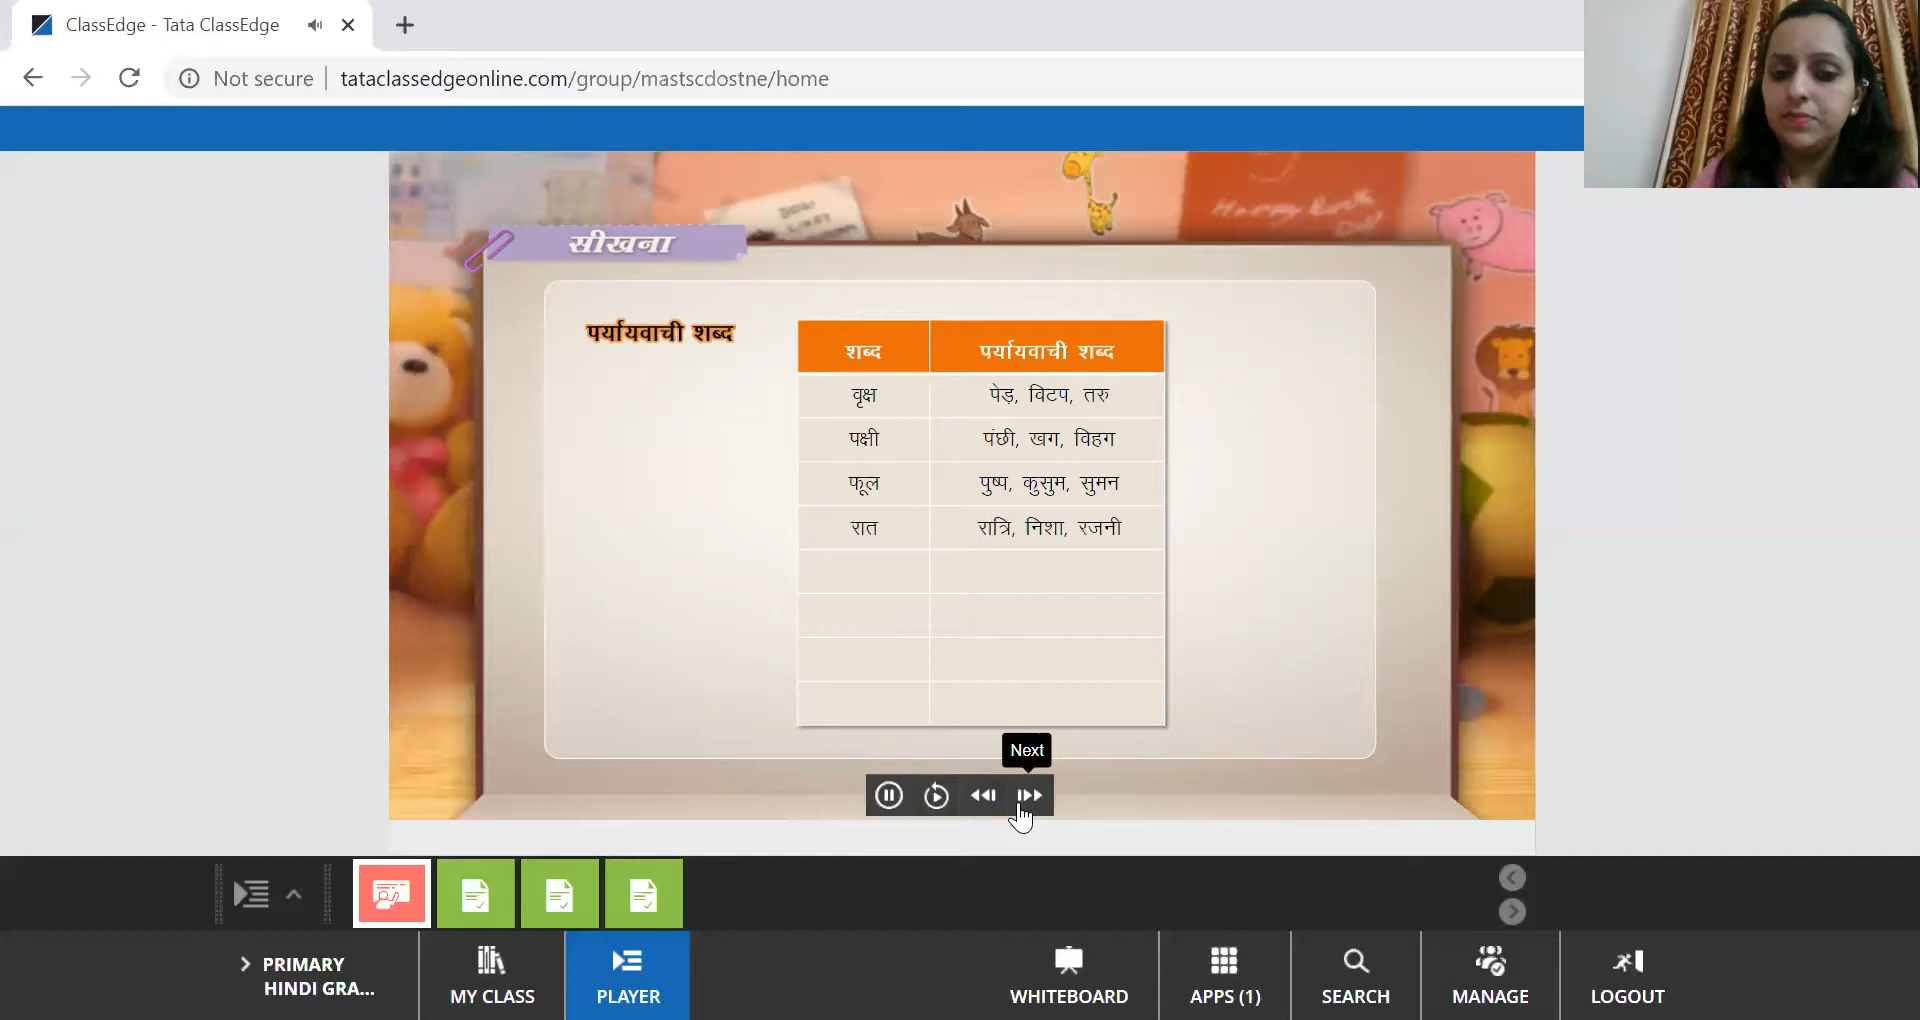 ClassEdge - Tata ClassEdge
Not secure | tataclassedgeonline.com/group/mastscdostne/home
Happy Birth
सीखना
पर्यायवाची शब्द
शब्द पर्यायवाची शब्द
वृक्ष पेड़, विटप, तरु
पक्षी पंछी, खग, विहग
फूल पुष्प, कुसुम, सुमन
रात रात्रि, निशा, रजनी
Next
PRIMARY
HINDI GRA...
MY CLASS
PLAYER
WHITEBOARD
APPS (1)
SEARCH
MANAGE
LOGOUT